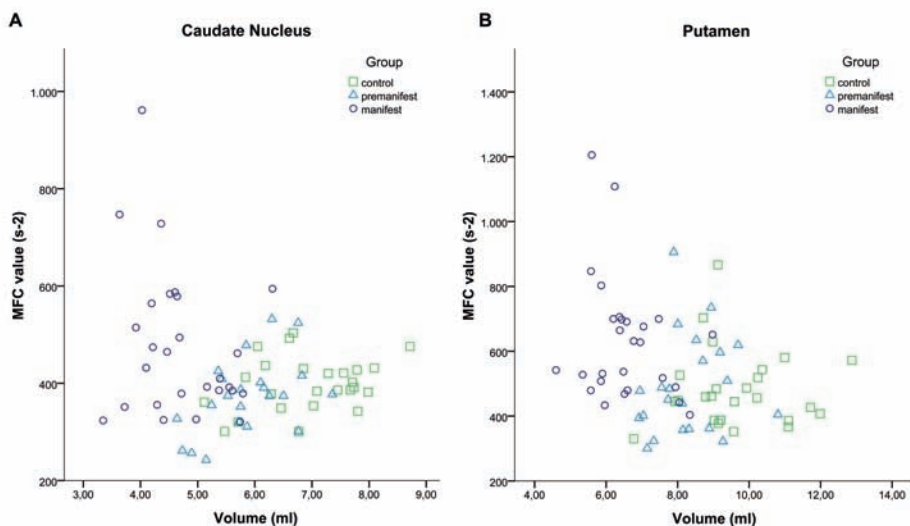 A
Caudate Nucleus
Group
control
premanifest
manifest
MFC value (s-2)
1.000
800
600
400
200
3,00 4,00 5,00 6,00 7,00 8,00 9,00
Volume (ml)
B
Putamen
Group
control
premanifest
manifest
MFC value (s-2)
1.400
1.200
1.000
800
600
400
200
4,00 6,00 8,00 10,00 12,00 14,00
Volume (ml)